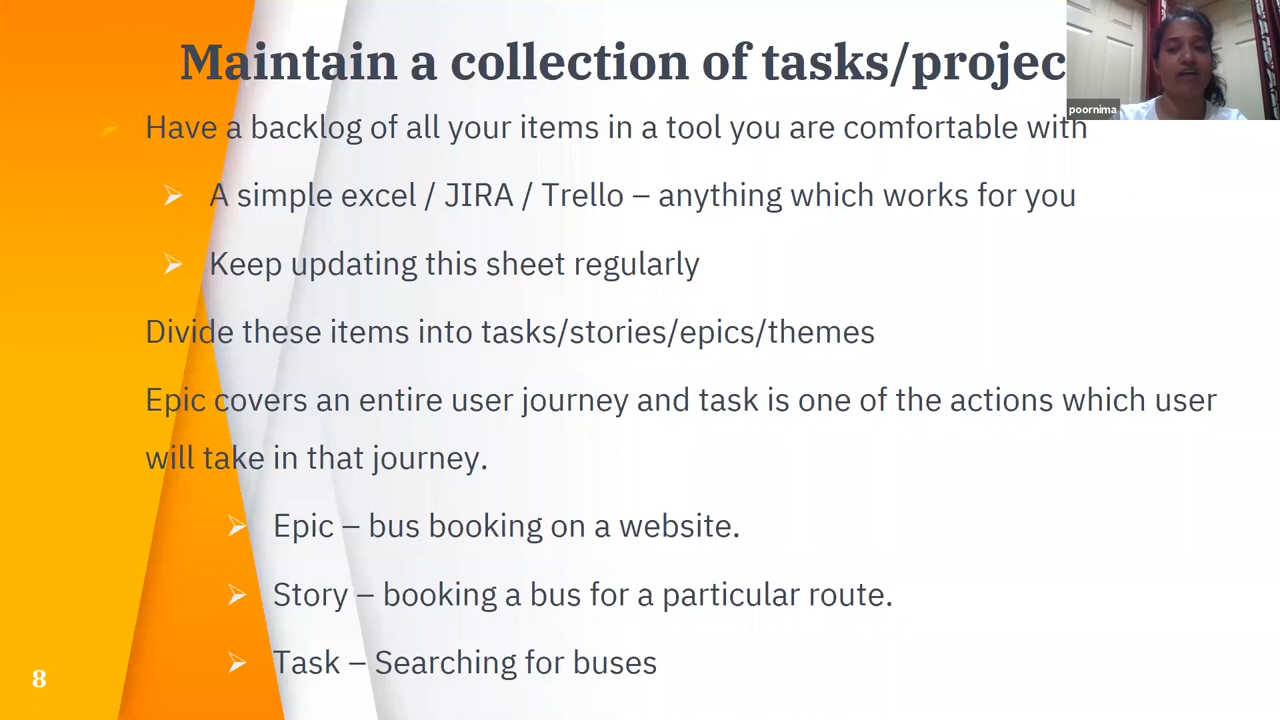 Maintain a collection of tasks/projec
poornima
Have a backlog of all your items in a tool you are comfortable with
A simple excel / JIRA / Trello – anything which works for you
Keep updating this sheet regularly
Divide these items into tasks/stories/epics/themes
Epic covers an entire user journey and task is one of the actions which user
will take in that journey.
Epic – bus booking on a website.
Story – booking a bus for a particular route.
Task – Searching for buses
8